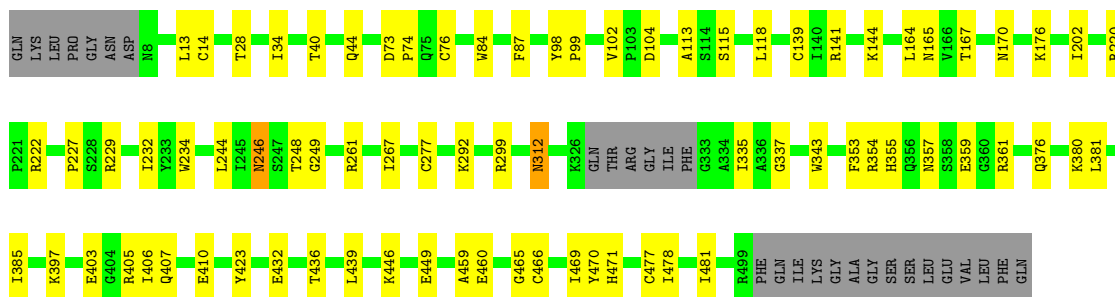 GLN LYS LEU PRO GLY ASN ASP N8 L13 C14 T28 I34 T40 Q44 D73 P74 Q75 C76 W84 F87 Y98 P99 V102 P103 D104 A113 S114 S115 L118 C139 I140 R141 K144 L164 N165 V166 T167 N170 K176 I202
P221 R222 P227 S228 R229 I232 Y233 W234 L244 I245 N246 S247 T248 G249 R261 I267 C277 K292 R299 N312 K326 GLN THR ARG GLY ILE PHE G333 A334 I335 A336 G337 W343 F353 R354 H355 Q356 N357 S358 E359 G360 R361 Q376 K380 L381
I385 K397 E403 G404 R405 I406 Q407 E410 Y423 E432 T436 L439 K446 E449 A459 E460 G465 C466 I469 Y470 H471 C477 I478 I481 R499 PHE GLN ILE LYS GLY ALA GLY SER SER LEU GLU VAL LEU PHE GLN